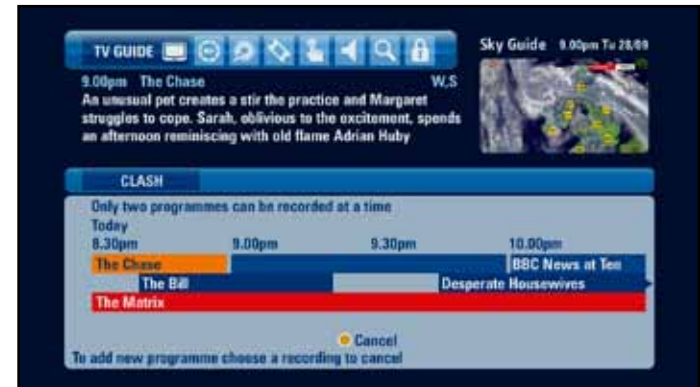 TV GUIDE
Sky Guide 9.00pm Tu 28/09
9.00pm The Chase W,S
An unusual pet creates a stir the practice and Margaret
struggles to cope. Sarah, oblivious to the excitement, spends
an afternoon reminiscing with old flame Adrian Huby
CLASH
Only two programmes can be recorded at a time
Today
8.30pm 9.00pm 9.30pm 10.00pm
The Chase BBC News at Ten
The Bill Desperate Housewives
The Matrix
Cancel
To add new programme choose a recording to cancel